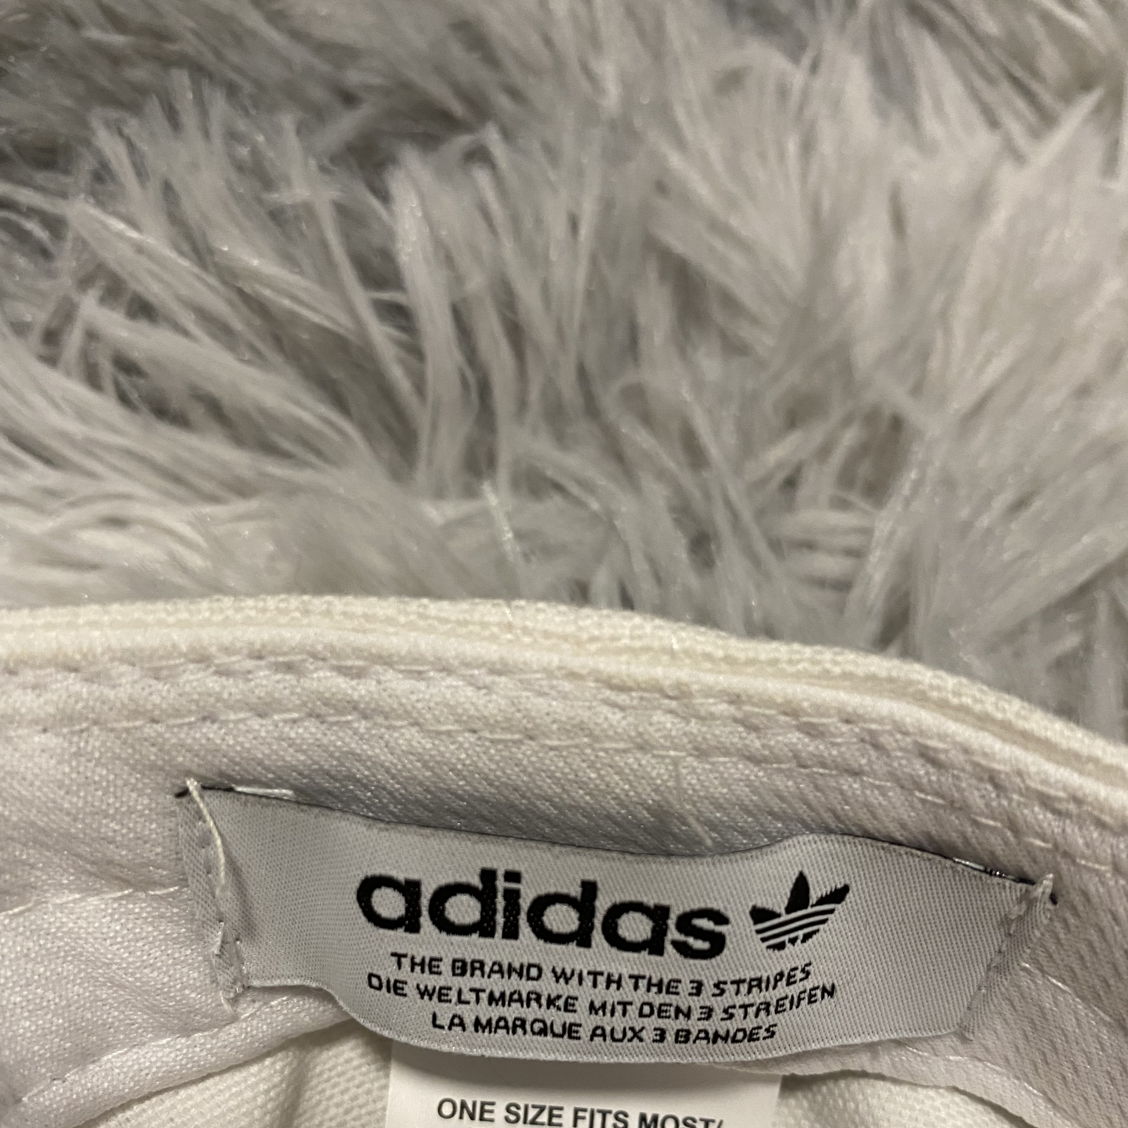 adidas
THE BRAND WITH THE 3 STRIPES
DIE WELTMARKE MIT DEN 3 STREIFEN
LA MARQUE AUX 3 BANDES
ONE SIZE FITS MOST/